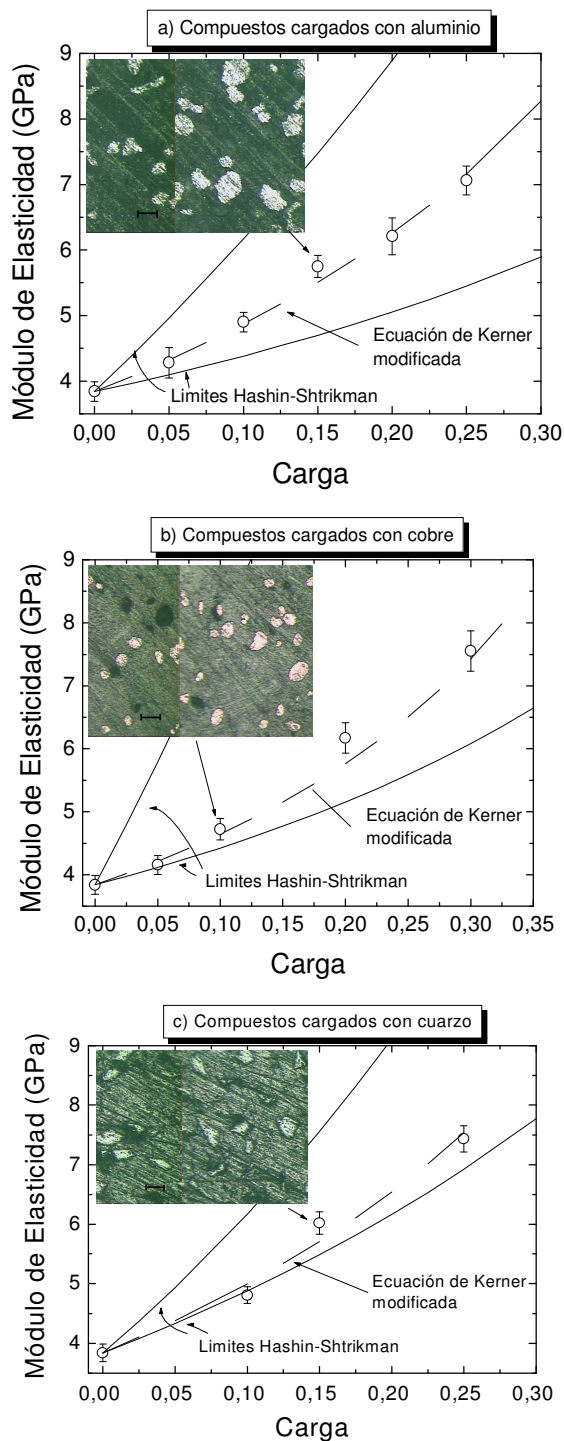 a) Compuestos cargados con aluminio
9
8
7
6
5
4
Módulo de Elasticidad (GPa)
Ecuación de Kerner
modificada
Limites Hashin-Shtrikman
0,00 0,05 0,10 0,15 0,20 0,25 0,30
Carga
b) Compuestos cargados con cobre
9
8
7
6
5
4
Módulo de Elasticidad (GPa)
Ecuación de Kerner
modificada
Limites Hashin-Shtrikman
0,00 0,05 0,10 0,15 0,20 0,25 0,30 0,35
Carga
c) Compuestos cargados con cuarzo
9
8
7
6
5
4
3
Módulo de Elasticidad (GPa)
Ecuación de Kerner
modificada
Limites Hashin-Shtrikman
0,00 0,05 0,10 0,15 0,20 0,25 0,30
Carga